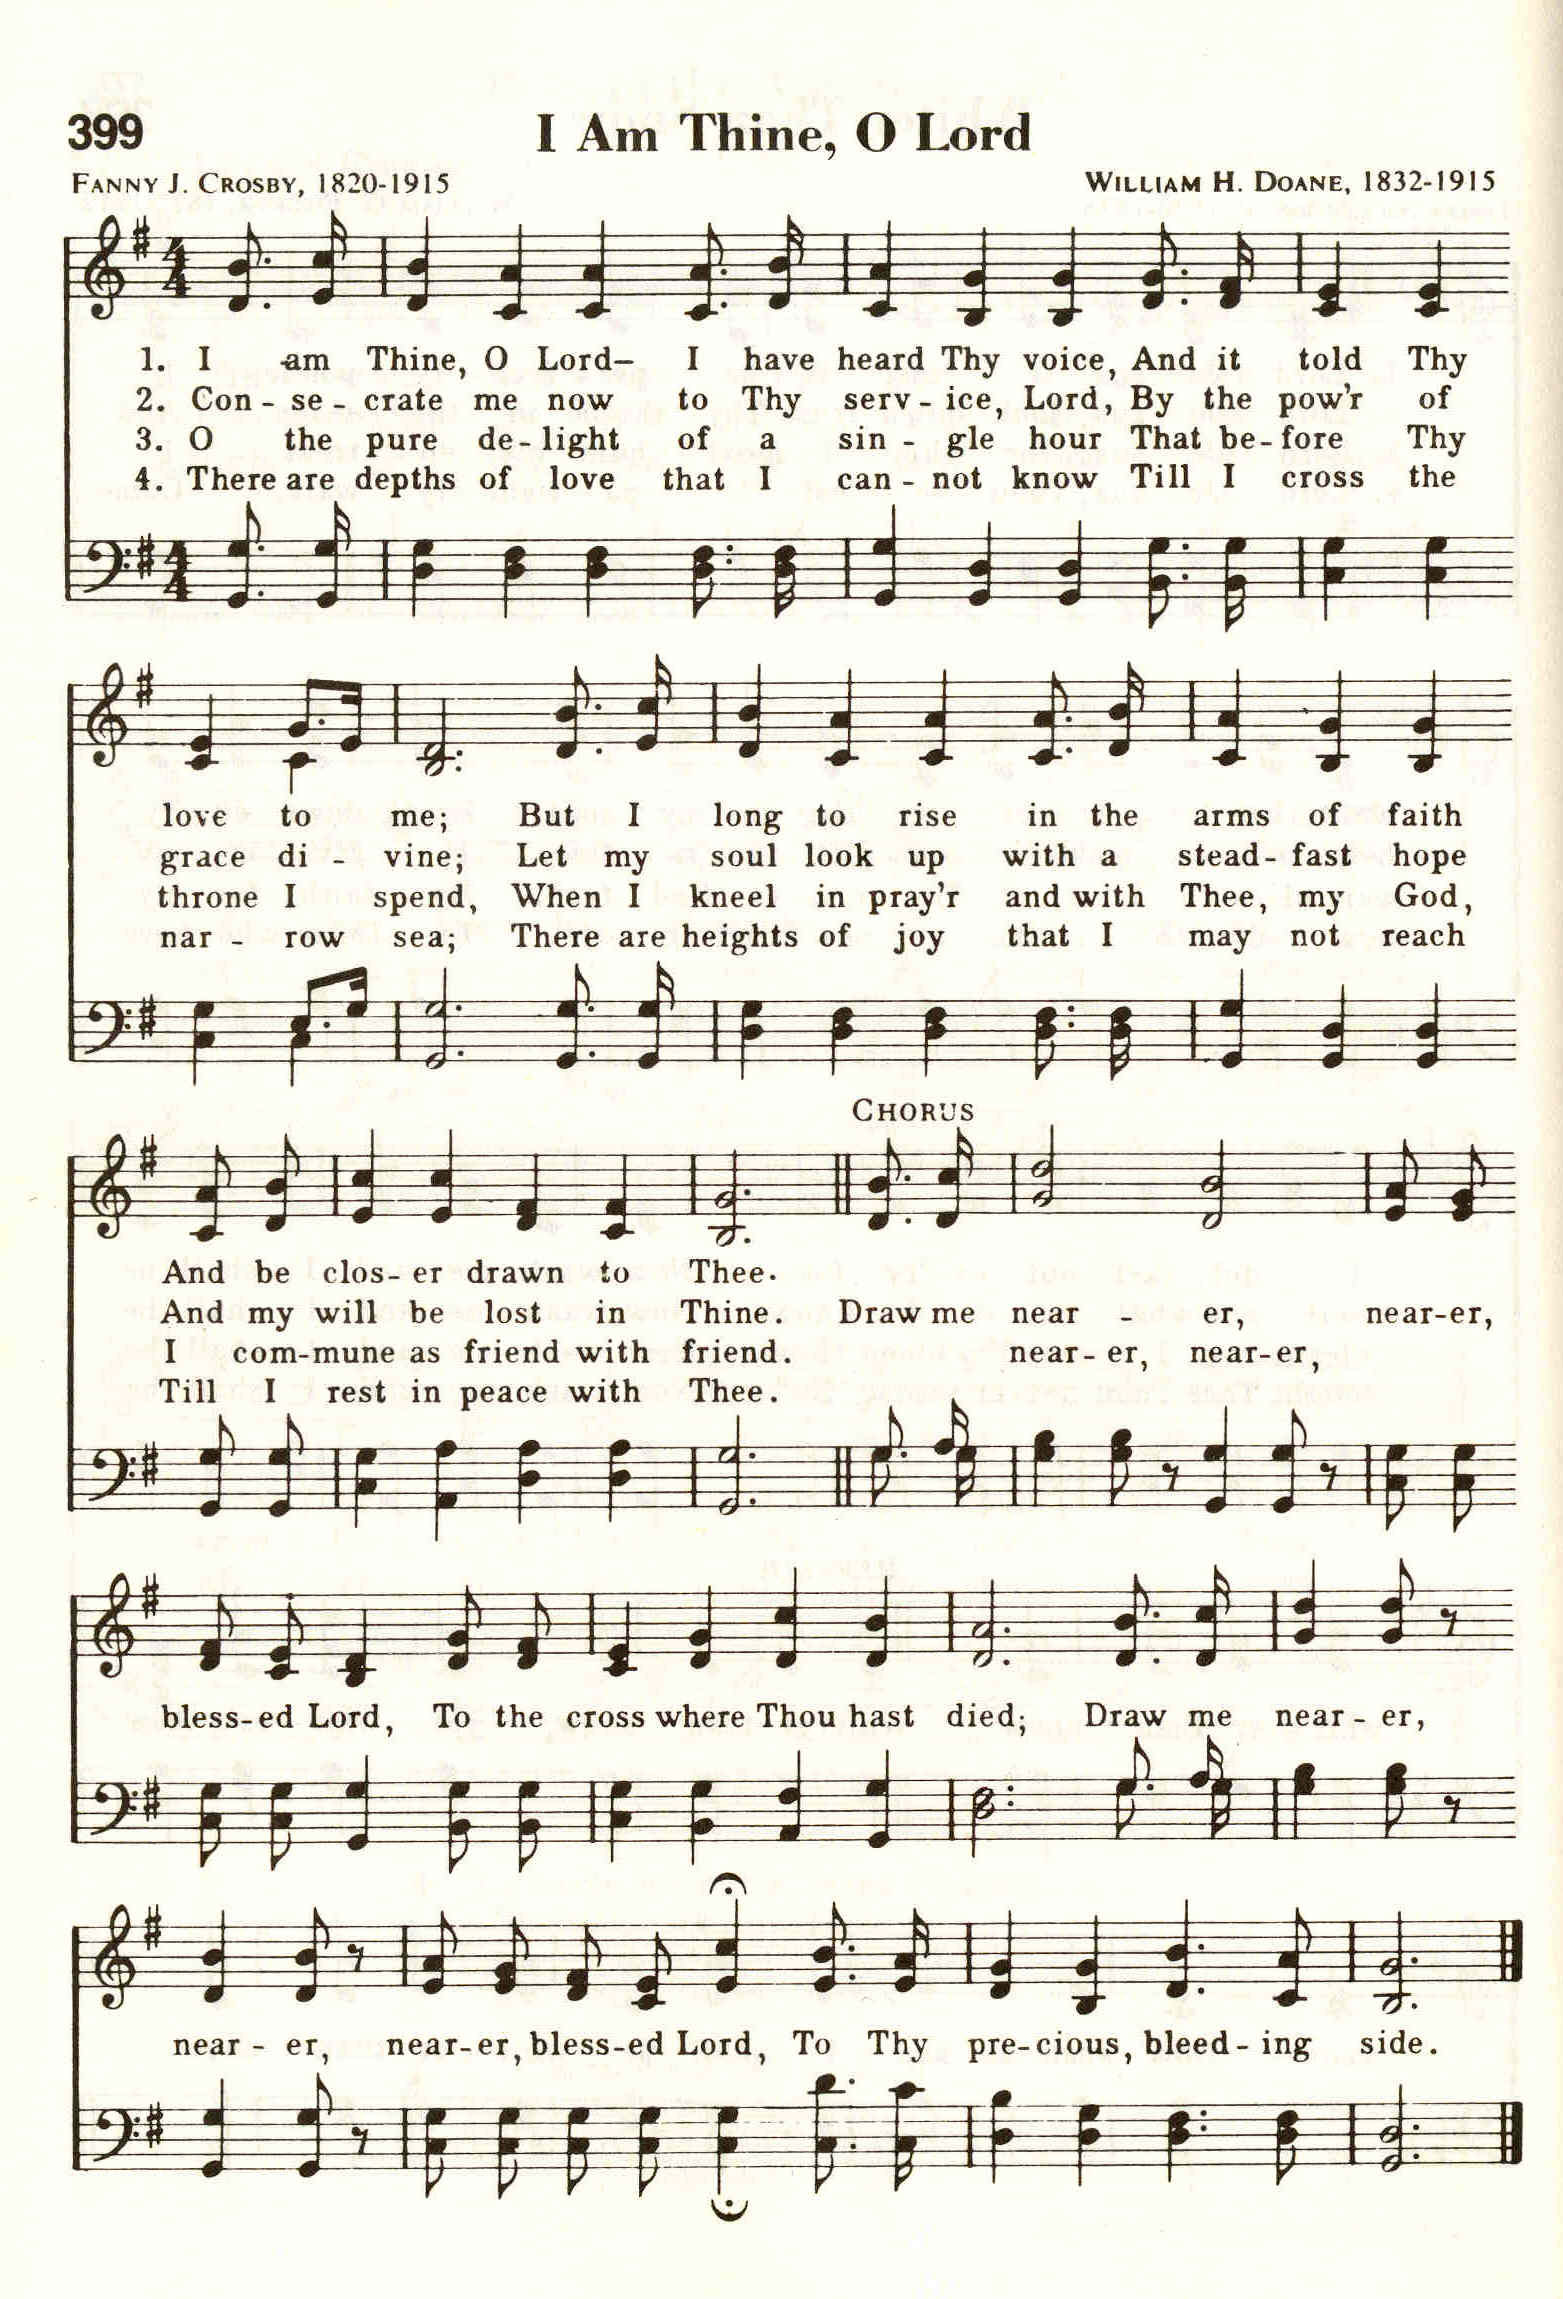 399
I Am Thine, O Lord
FANNY J. CROSBY, 1820-1915
WILLIAM H. DOANE, 1832-1915
1. I am Thine, O Lord– I have heard Thy voice, And it told Thy
2. Con - se - crate me now to Thy serv - ice, Lord, By the pow'r of
3. O the pure de - light of a sin - gle hour That be - fore Thy
4. There are depths of love that I can - not know Till I cross the
love to me; But I long to rise in the arms of faith
grace di - vine; Let my soul look up with a stead - fast hope
throne I spend, When I kneel in pray'r and with Thee, my God,
nar - row sea; There are heights of joy that I may not reach
CHORUS
And be clos - er drawn to Thee.
And my will be lost in Thine. Draw me near - er, near-er,
I com-mune as friend with friend. near - er, near-er,
Till I rest in peace with Thee.
bless-ed Lord, To the cross where Thou hast died; Draw me near - er,
near - er, near-er, bless-ed Lord, To Thy pre-cious, bleed - ing side.